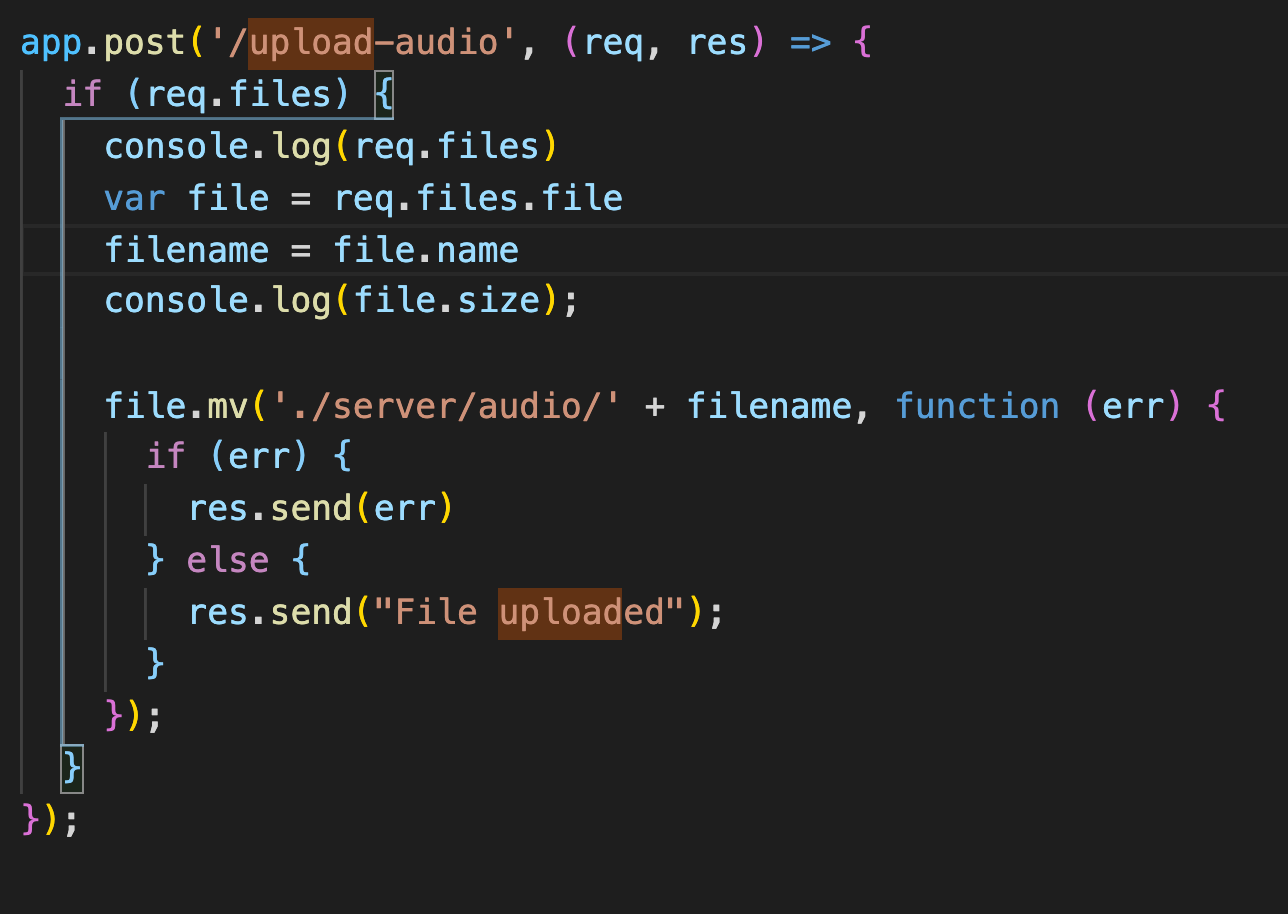 app.post('/upload-audio', (req, res) => {
  if (req.files) {
    console.log(req.files)
    var file = req.files.file
    filename = file.name
    console.log(file.size);

    file.mv('./server/audio/' + filename, function (err) {
      if (err) {
        res.send(err)
      } else {
        res.send("File uploaded");
      }
    });
  }
});